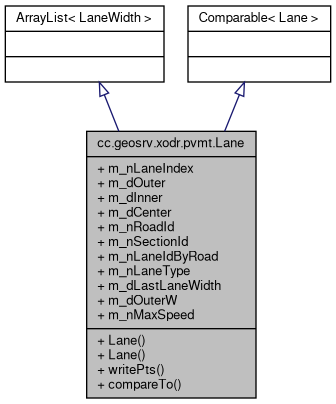 ArrayList< LaneWidth >
Comparable< Lane >
cc.geosrv.xodr.pvmt.Lane
+ m_nLaneIndex
+ m_dOuter
+ m_dInner
+ m_dCenter
+ m_nRoadId
+ m_nSectionId
+ m_nLaneIdByRoad
+ m_nLaneType
+ m_dLastLaneWidth
+ m_dOuterW
+ m_nMaxSpeed
+ Lane()
+ Lane()
+ writePts()
+ compareTo()